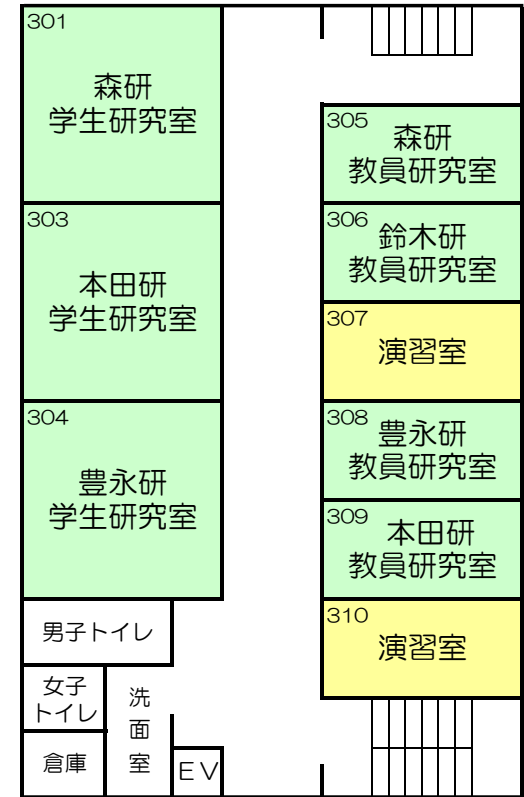 301
森研
学生研究室
303
本田研
学生研究室
304
豊永研
学生研究室
男子トイレ
女子
トイレ
洗面室
倉庫
EV
305
森研
教員研究室
306
鈴木研
教員研究室
307
演習室
308
豊永研
教員研究室
309
本田研
教員研究室
310
演習室